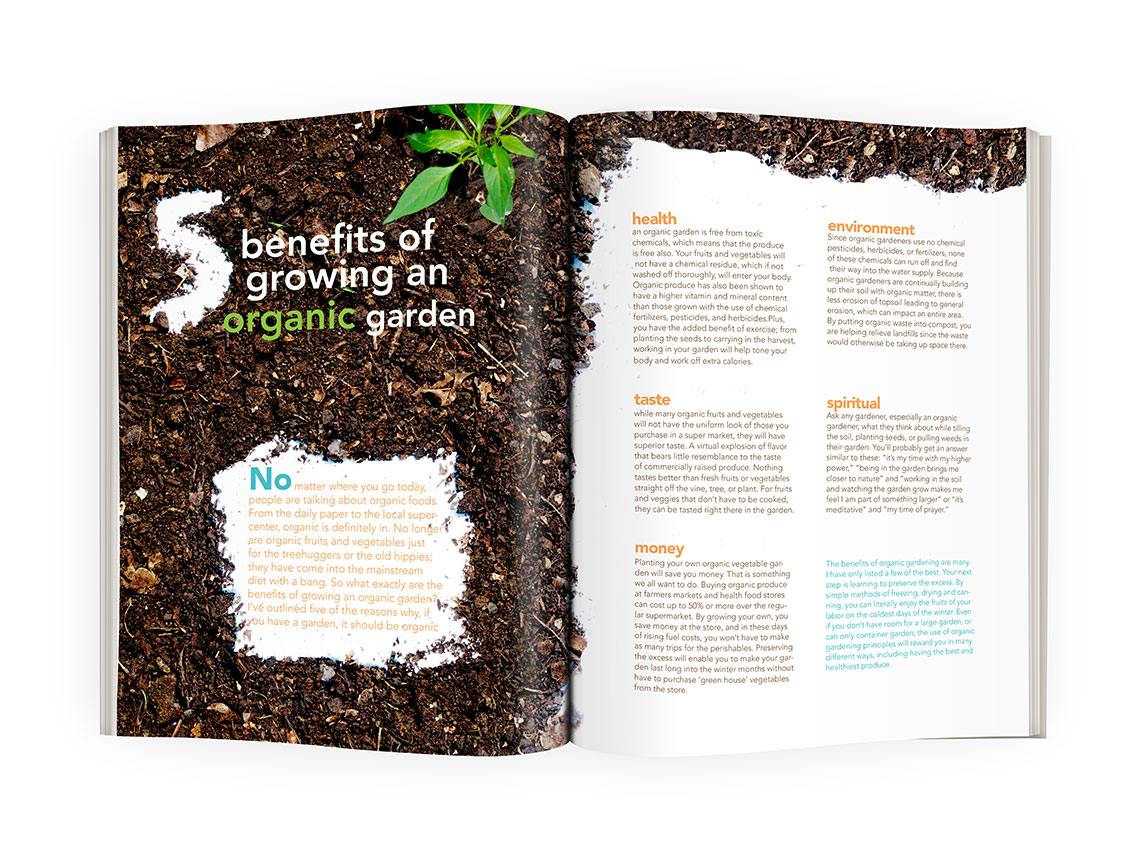 5 benefits of
growing an
organic garden
No matter where you go today,
people are talking about organic foods.
From the daily paper to the local super-
center, organic is definitely in. No longer
are organic fruits and vegetables just
for the treehuggers or the old hippies;
they have come into the mainstream
diet with a bang. So what exactly are the
benefits of growing an organic garden?
I've outlined five of the reasons why, if
you have a garden, it should be organic
health
an organic garden is free from toxic
chemicals, which means that the produce
is free also. Your fruits and vegetables will
not have a chemical residue, which if not
washed off thoroughly, will enter your body.
Organic produce has also been shown to
have a higher vitamin and mineral content
than those grown with the use of chemical
fertilizers, pesticides, and herbicides.Plus,
you have the added benefit of exercise; from
planting the seeds to carrying in the harvest,
working in your garden will help tone your
body and work off extra calories.
taste
while many organic fruits and vegetables
will not have the uniform look of those you
purchase in a super market, they will have
superior taste. A virtual explosion of flavor
that bears little resemblance to the taste
of commercially raised produce. Nothing
tastes better than fresh fruits or vegetables
straight off the vine, tree, or plant. For fruits
and veggies that don't have to be cooked,
they can be tasted right there in the garden.
money
Planting your own organic vegetable gar-
den will save you money. That is something
we all want to do. Buying organic produce
at farmers markets and health food stores
can cost up to 50% or more over the regu-
lar supermarket. By growing your own, you
save money at the store, and in these days
of rising fuel costs, you won't have to make
as many trips for the perishables. Preserving
the excess will enable you to make your gar-
den last long into the winter months without
have to purchase 'green house' vegetables
from the store.
environment
Since organic gardeners use no chemical
pesticides, herbicides, or fertilizers, none
of these chemicals can run off and find
their way into the water supply. Because
organic gardeners are continually building
up their soil with organic matter, there is
less erosion of topsoil leading to general
erosion, which can impact an entire area.
By putting organic waste into compost, you
are helping relieve landfills since the waste
would otherwise be taking up space there.
spiritual
Ask any gardener, especially an organic
gardener, what they think about while tilling
the soil, planting seeds, or pulling weeds in
their garden. You'll probably get an answer
similar to these: "it's my time with my higher
power," "being in the garden brings me
closer to nature" and "working in the soil
and watching the garden grow makes me
feel I am part of something larger" or "it's
meditative" and "my time of prayer."
The benefits of organic gardening are many.
I have only listed a few of the best. Your next
step is learning to preserve the excess. By
simple methods of freezing, drying and can-
ning, you can literally enjoy the fruits of your
labor on the coldest days of the winter. Even
if you don't have room for a large garden, or
can only container garden, the use of organic
gardening principles will reward you in many
different ways, including having the best and
healthiest produce.